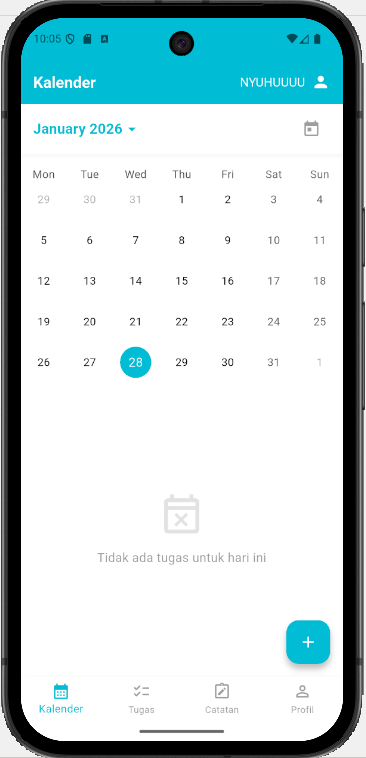 10:05
Kalender NYUHUUUU
January 2026
Mon Tue Wed Thu Fri Sat Sun
29 30 31 1 2 3 4
5 6 7 8 9 10 11
12 13 14 15 16 17 18
19 20 21 22 23 24 25
26 27 28 29 30 31 1
Tidak ada tugas untuk hari ini
Kalender Tugas Catatan Profil